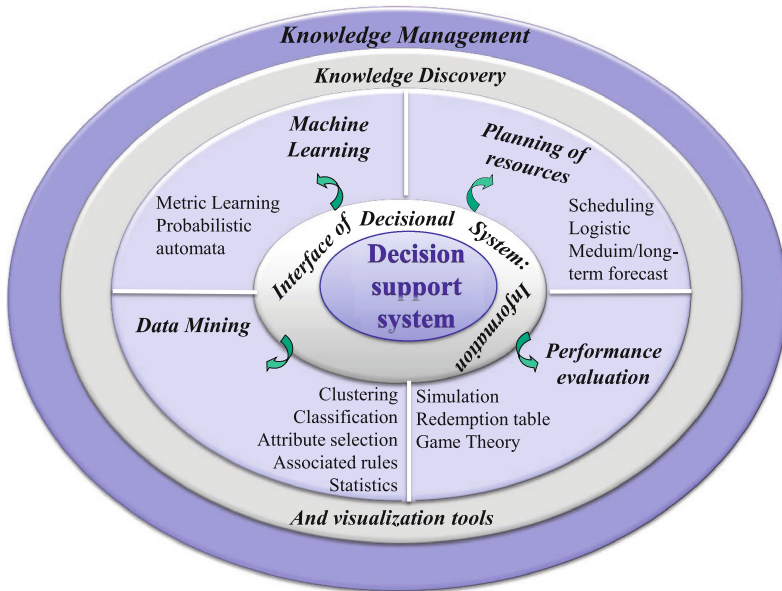 Knowledge Management
Knowledge Discovery
Machine
Learning
Metric Learning
Probabilistic
automata
Planning of
resources
Scheduling
Logistic
Meduim/long-
term forecast
Interface of Decisional System: Information
Decision
support
system
Data Mining
Clustering
Classification
Attribute selection
Associated rules
Statistics
Performance
evaluation
Simulation
Redemption table
Game Theory
And visualization tools